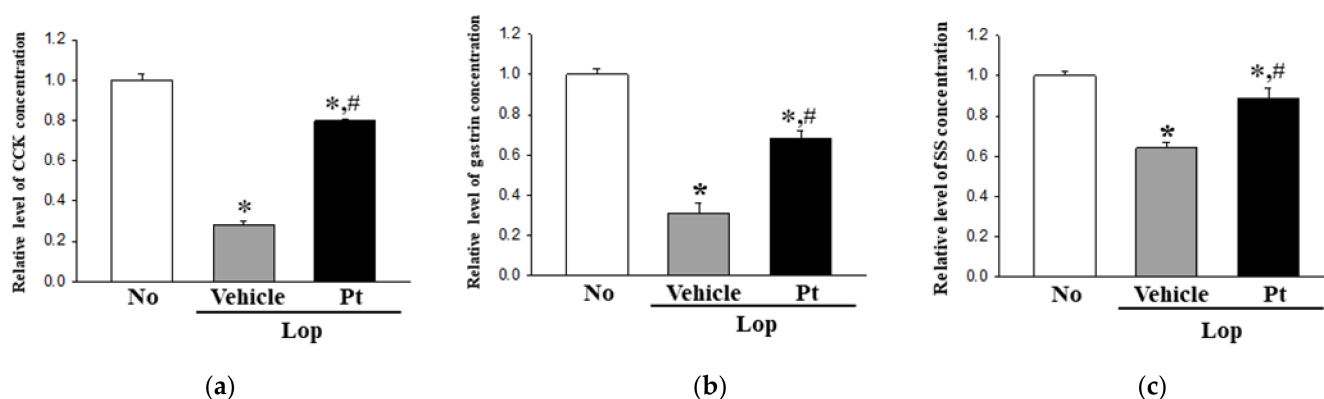 Relative level of CCK concentration
1.2
1.0
0.8
0.6
0.4
0.2
0.0
*
*,#
No Vehicle Pt
Lop
(a)
Relative level of gastrin concentration
1.2
1.0
0.8
0.6
0.4
0.2
0.0
*
*,#
No Vehicle Pt
Lop
(b)
Relative level of SS concentration
1.2
1.0
0.8
0.6
0.4
0.2
0.0
*
*,#
No Vehicle Pt
Lop
(c)